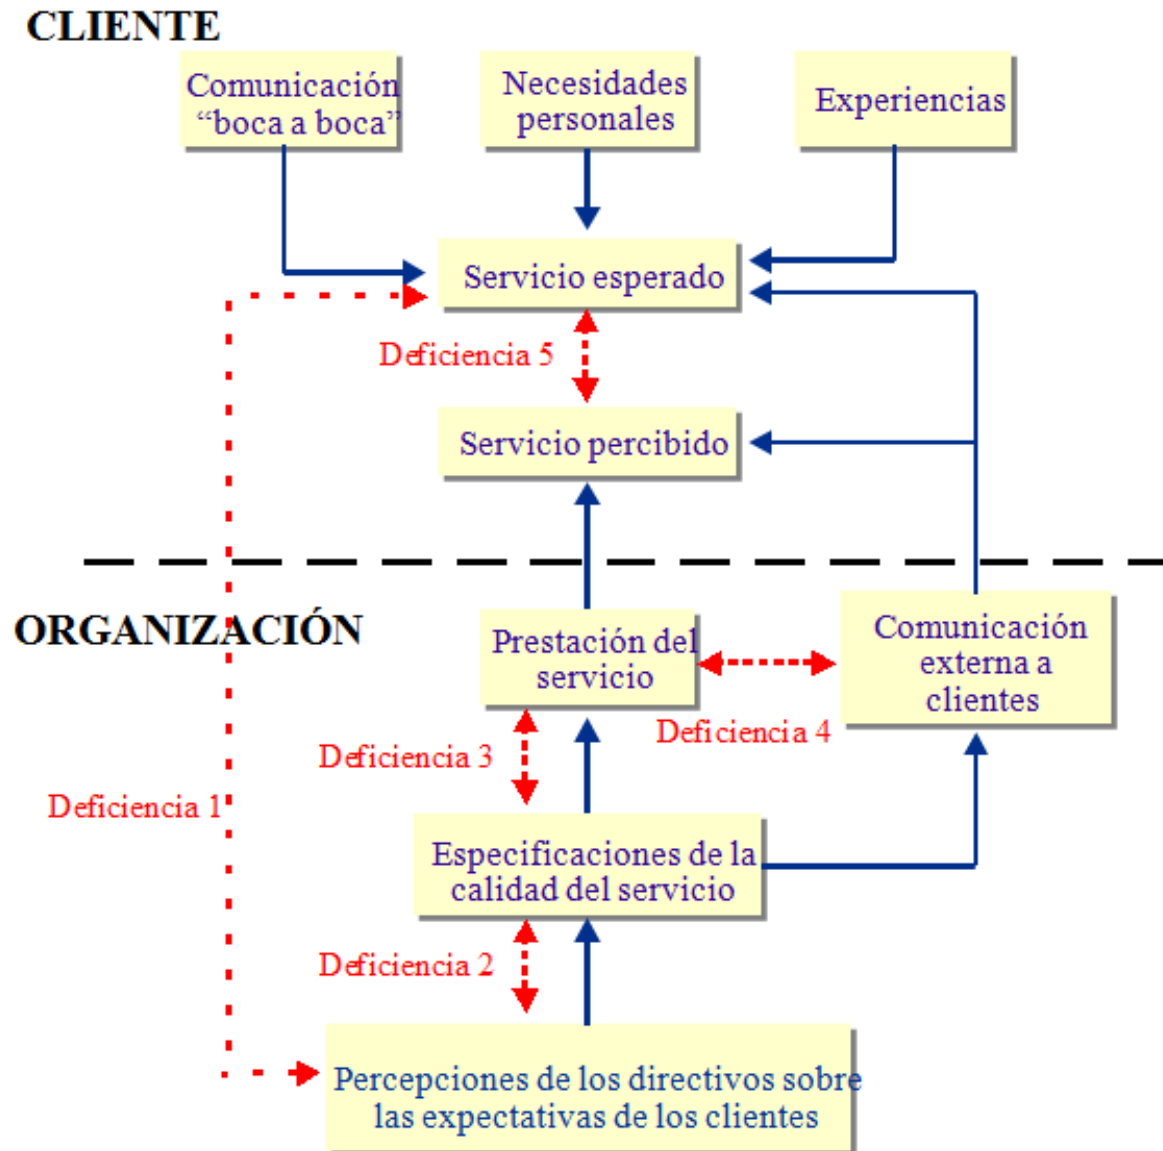 CLIENTE
Comunicación
“boca a boca”
Necesidades
personales
Experiencias
Servicio esperado
Deficiencia 5
Servicio percibido
ORGANIZACIÓN
Prestación del
servicio
Comunicación
externa a
clientes
Deficiencia 4
Deficiencia 3
Deficiencia 1
Especificaciones de la
calidad del servicio
Deficiencia 2
Percepciones de los directivos sobre
las expectativas de los clientes